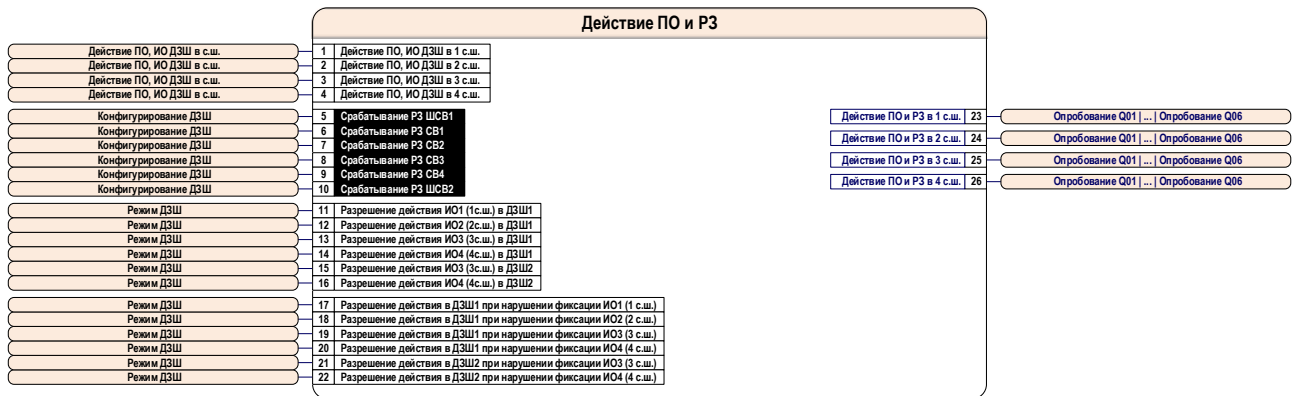 Действие ПО и РЗ
Действие ПО, ИО ДЗШ в с.ш. 1 Действие ПО, ИО ДЗШ в 1 с.ш.
Действие ПО, ИО ДЗШ в с.ш. 2 Действие ПО, ИО ДЗШ в 2 с.ш.
Действие ПО, ИО ДЗШ в с.ш. 3 Действие ПО, ИО ДЗШ в 3 с.ш.
Действие ПО, ИО ДЗШ в с.ш. 4 Действие ПО, ИО ДЗШ в 4 с.ш.
Конфигурирование ДЗШ 5 Срабатывание РЗ ШСВ1
Конфигурирование ДЗШ 6 Срабатывание РЗ СВ1
Конфигурирование ДЗШ 7 Срабатывание РЗ СВ2
Конфигурирование ДЗШ 8 Срабатывание РЗ СВ3
Конфигурирование ДЗШ 9 Срабатывание РЗ СВ4
Конфигурирование ДЗШ 10 Срабатывание РЗ ШСВ2
Действие ПО и РЗ в 1 с.ш. 23 Опробование Q01 | ... | Опробование Q06
Действие ПО и РЗ в 2 с.ш. 24 Опробование Q01 | ... | Опробование Q06
Действие ПО и РЗ в 3 с.ш. 25 Опробование Q01 | ... | Опробование Q06
Действие ПО и РЗ в 4 с.ш. 26 Опробование Q01 | ... | Опробование Q06
Режим ДЗШ 11 Разрешение действия ИО1 (1с.ш.) в ДЗШ1
Режим ДЗШ 12 Разрешение действия ИО2 (2с.ш.) в ДЗШ1
Режим ДЗШ 13 Разрешение действия ИО3 (3с.ш.) в ДЗШ1
Режим ДЗШ 14 Разрешение действия ИО4 (4с.ш.) в ДЗШ1
Режим ДЗШ 15 Разрешение действия ИО3 (3с.ш.) в ДЗШ2
Режим ДЗШ 16 Разрешение действия ИО4 (4с.ш.) в ДЗШ2
Режим ДЗШ 17 Разрешение действия в ДЗШ1 при нарушении фиксации ИО1 (1 с.ш.)
Режим ДЗШ 18 Разрешение действия в ДЗШ1 при нарушении фиксации ИО2 (2 с.ш.)
Режим ДЗШ 19 Разрешение действия в ДЗШ1 при нарушении фиксации ИО3 (3 с.ш.)
Режим ДЗШ 20 Разрешение действия в ДЗШ1 при нарушении фиксации ИО4 (4 с.ш.)
Режим ДЗШ 21 Разрешение действия в ДЗШ2 при нарушении фиксации ИО3 (3 с.ш.)
Режим ДЗШ 22 Разрешение действия в ДЗШ2 при нарушении фиксации ИО4 (4 с.ш.)